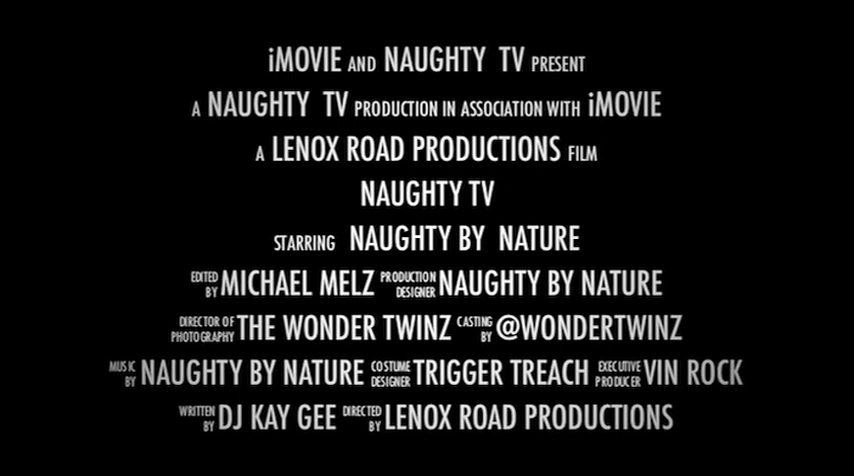 iMOVIE AND NAUGHTY TV PRESENT
A NAUGHTY TV PRODUCTION IN ASSOCIATION WITH iMOVIE
A LENOX ROAD PRODUCTIONS FILM
NAUGHTY TV
STARRING NAUGHTY BY NATURE
EDITED BY MICHAEL MELZ PRODUCTION DESIGNER NAUGHTY BY NATURE
DIRECTOR OF PHOTOGRAPHY THE WONDER TWINZ CASTING BY @WONDERTWINZ
MUSIC BY NAUGHTY BY NATURE COSTUME DESIGNER TRIGGER TREACH EXECUTIVE PRODUCER VIN ROCK
WRITTEN BY DJ KAY GEE DIRECTED BY LENOX ROAD PRODUCTIONS